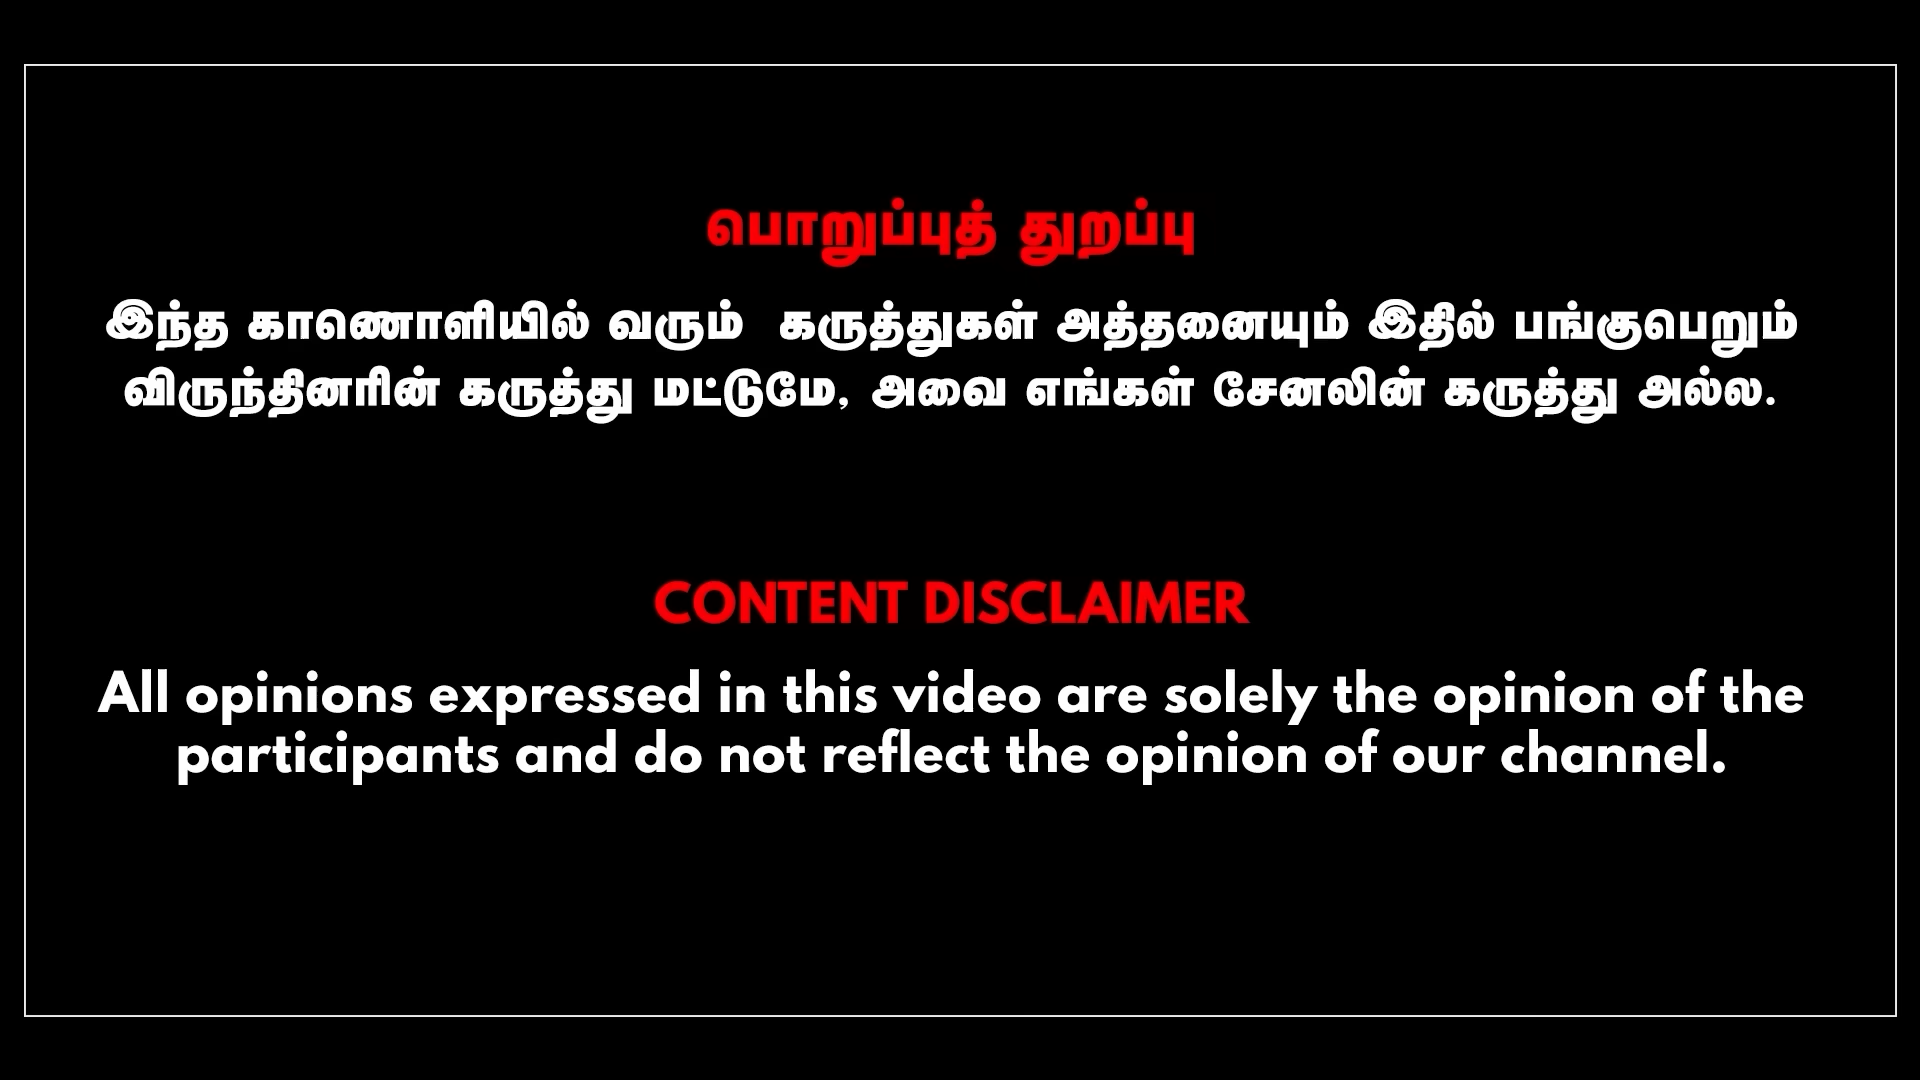 பொறுப்புத் துறப்பு
இந்த காணொளியில் வரும் கருத்துகள் அத்தனையும் இதில் பங்குபெறும்
விருந்தினரின் கருத்து மட்டுமே, அவை எங்கள் சேனலின் கருத்து அல்ல.
CONTENT DISCLAIMER
All opinions expressed in this video are solely the opinion of the
participants and do not reflect the opinion of our channel.